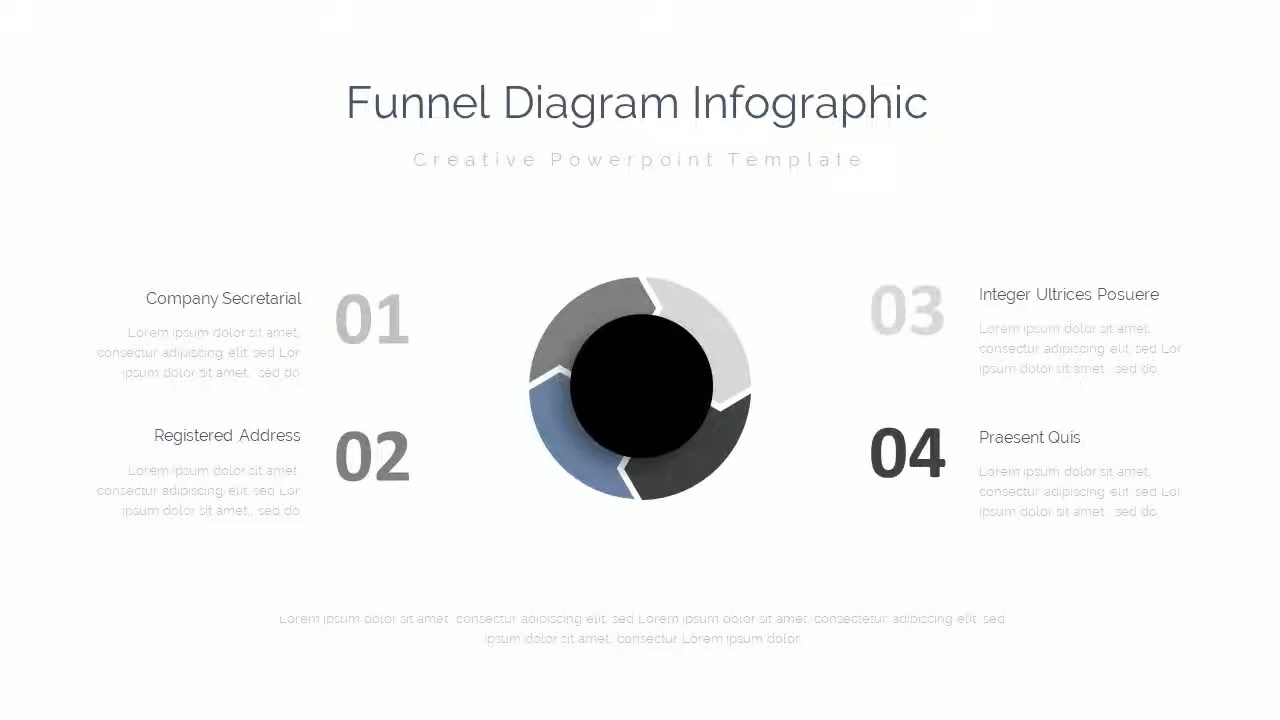 Funnel Diagram Infographic
Creative Powerpoint Template
Company Secretarial
01
Lorem ipsum dolor sit amet,
consectur adipiscing elit, sed Lor
ipsum dolor sit amet,. sed do
Registered Address
02
Lorem ipsum dolor sit amet,
consectur adipiscing elit, sed Lor
ipsum dolor sit amet,. sed do
03
Integer Ultrices Posuere
Lorem ipsum dolor sit amet,
consectur adipiscing elit, sed Lor
ipsum dolor sit amet,. sed do
04
Praesent Quis
Lorem ipsum dolor sit amet,
consectur adipiscing elit, sed Lor
ipsum dolor sit amet,. sed do
Lorem ipsum dolor sit amet, consectur adipiscing elit, sed Lorem ipsum dolor sit amet, consectetur, adipiscing elit, sed
ipsum dolor sit amet, consectur Lorem ipsum dolor.